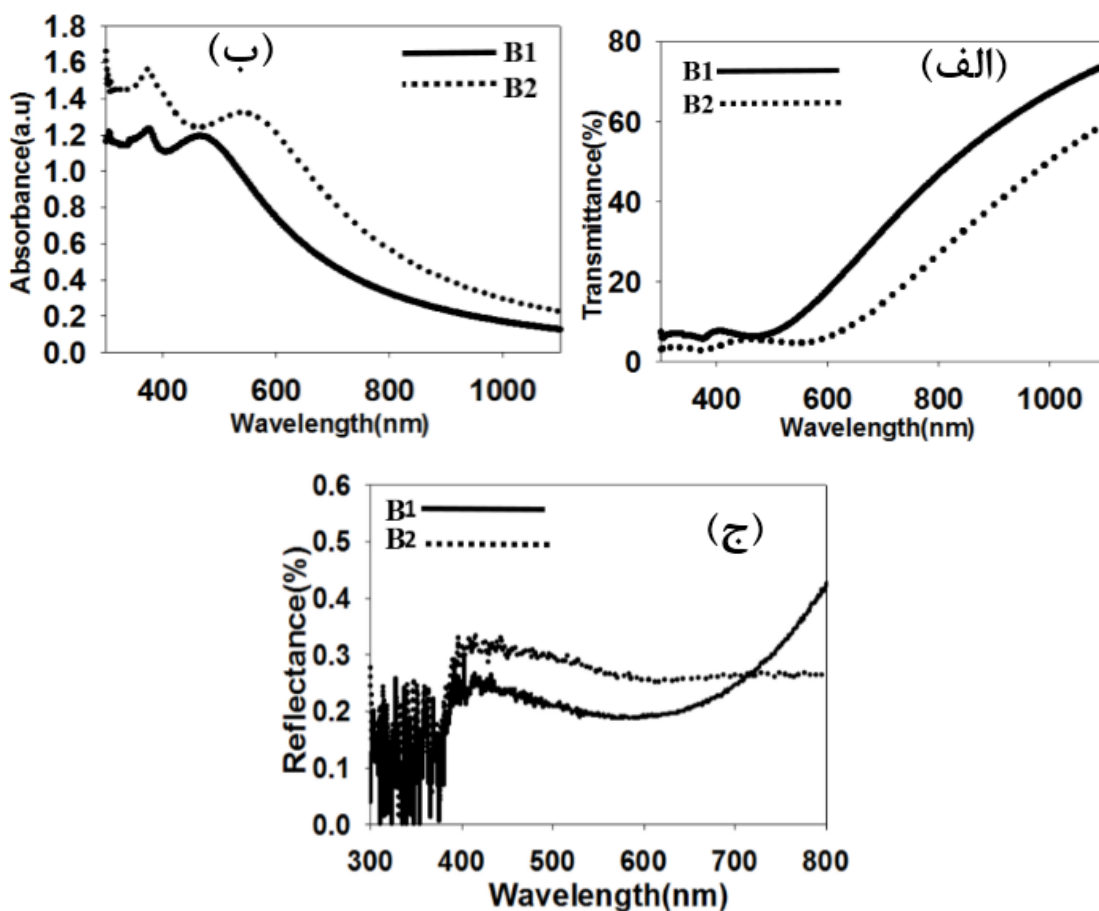 (ب)
B1
B2
Absorbance(a.u)
1.8
1.6
1.4
1.2
1.0
0.8
0.6
0.4
0.2
0.0
400 600 800 1000
Wavelength(nm)
(الف)
B1
B2
Transmittance(%)
80
60
40
20
0
400 600 800 1000
Wavelength(nm)
(ج)
B1
B2
Reflectance(%)
0.6
0.5
0.4
0.3
0.2
0.1
0.0
300 400 500 600 700 800
Wavelength(nm)